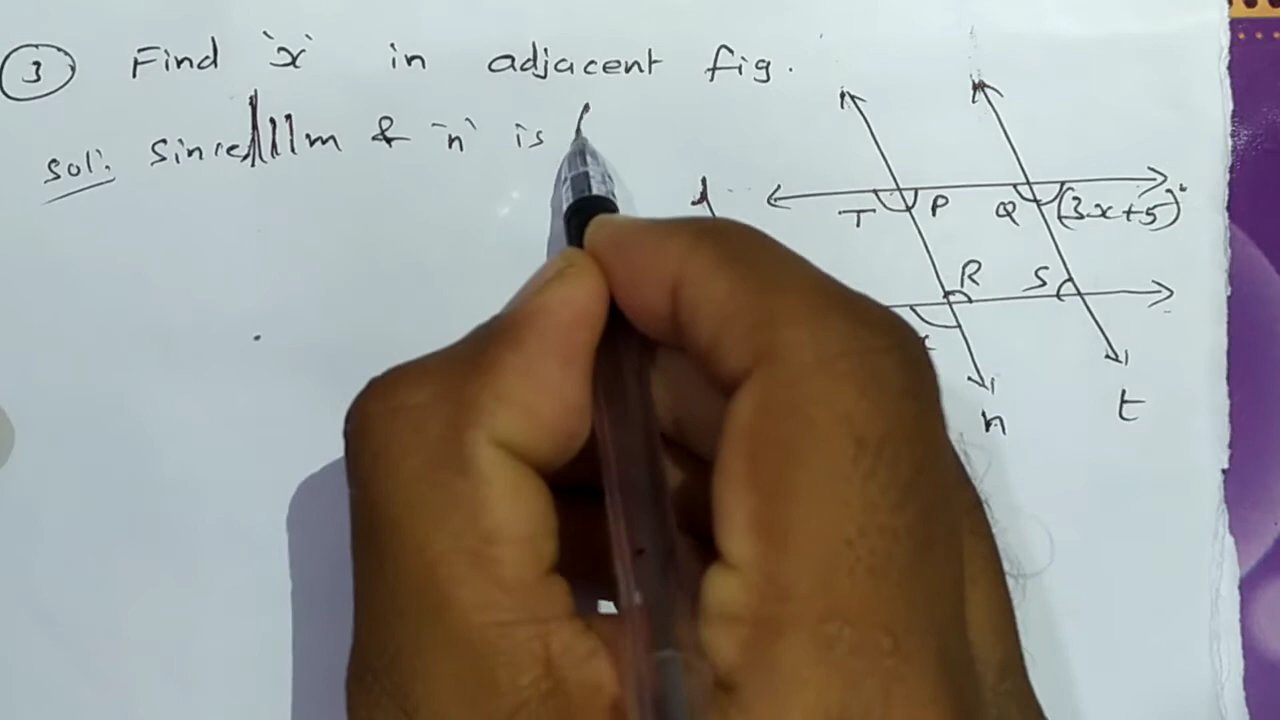 3 Find 'x' in adjacent fig.
Sol: Since l || m & 'n' is
l
T P Q (3x+5)°
R S
x
n t